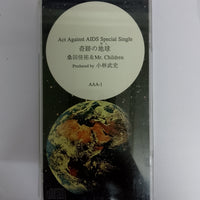 Act Against AIDS Special Single
奇跡の地球
桑田佳祐&Mr. Children
Produced by 小林武史
AAA-1